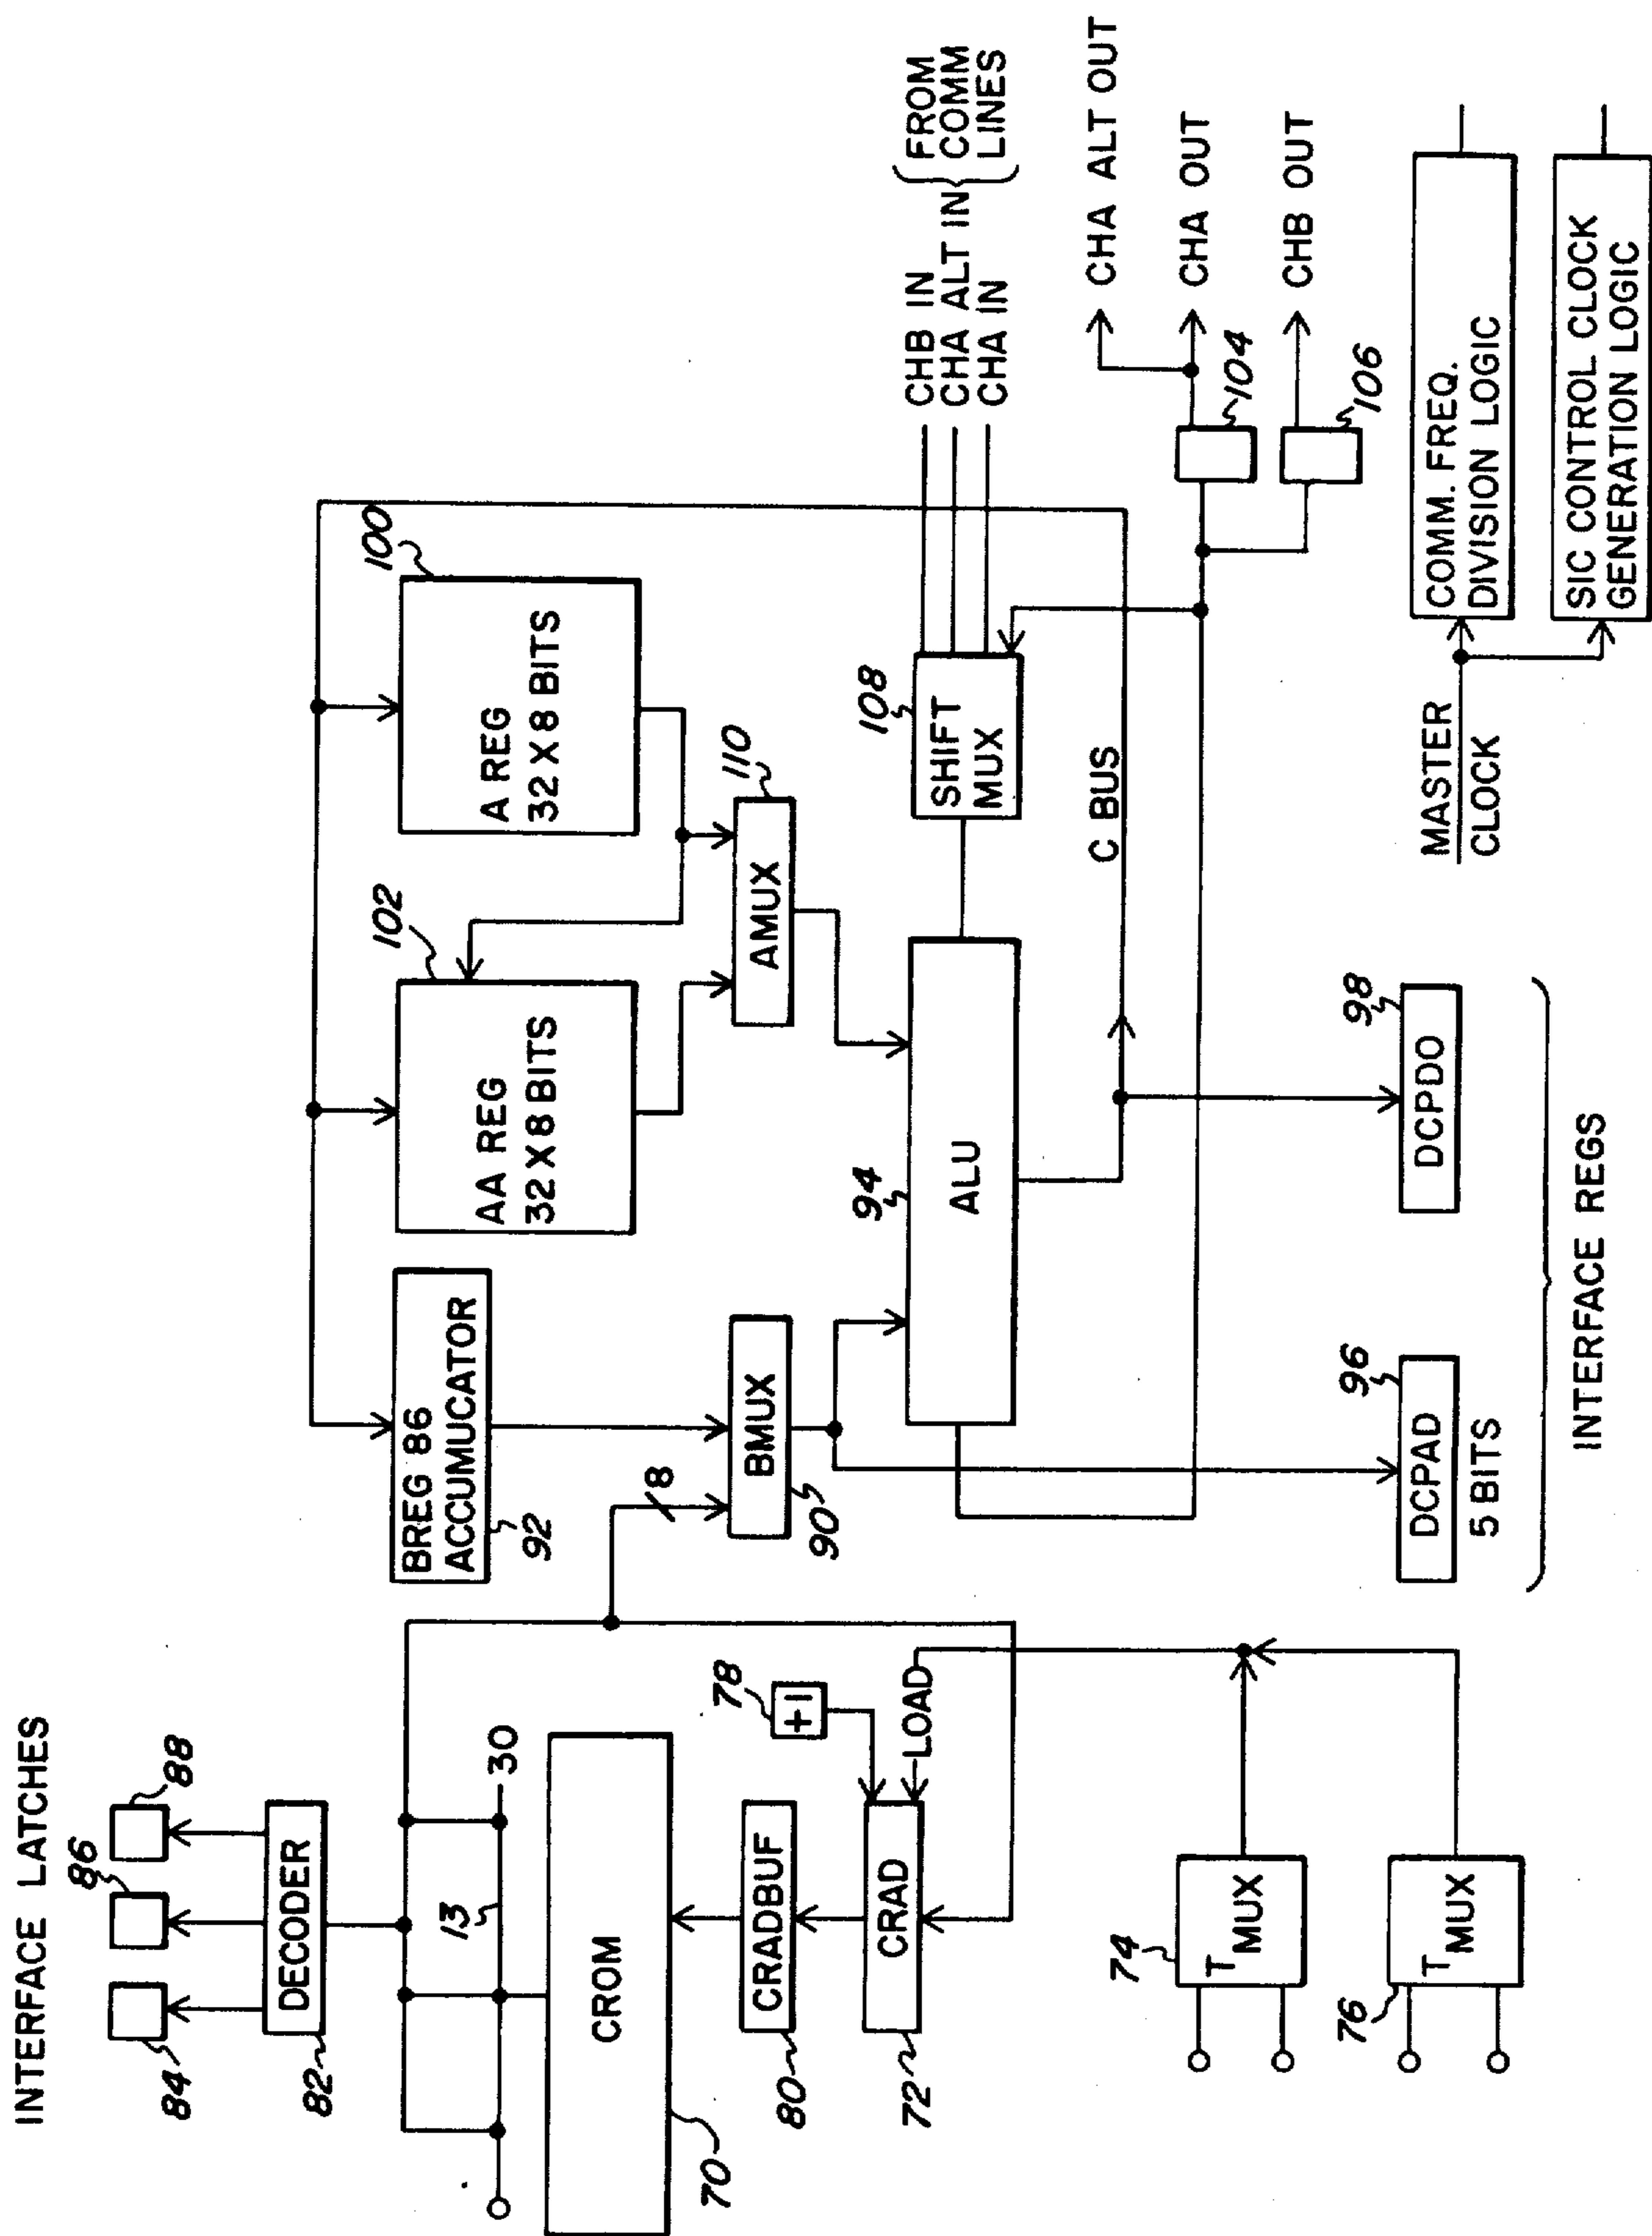 INTERFACE LATCHES
84
86
88
82
DECODER
13
30
CROM
70
CRADBUF
80
78
+1
CRAD
72
LOAD
74
T MUX
76
T MUX
BREG 86
ACCUMUCATOR
92
8
BMUX
90
102
AA REG
32 X 8 BITS
100
A REG
32 X 8 BITS
AMUX
110
94
ALU
108
SHIFT
MUX
CHB IN
CHA ALT IN
CHA IN
FROM
COMM
LINES
C BUS
CHA ALT OUT
CHA OUT
CHB OUT
104
106
96
DCPAD
5 BITS
98
DCPDO
INTERFACE REGS
MASTER
CLOCK
COMM. FREQ.
DIVISION LOGIC
SIC CONTROL CLOCK
GENERATION LOGIC